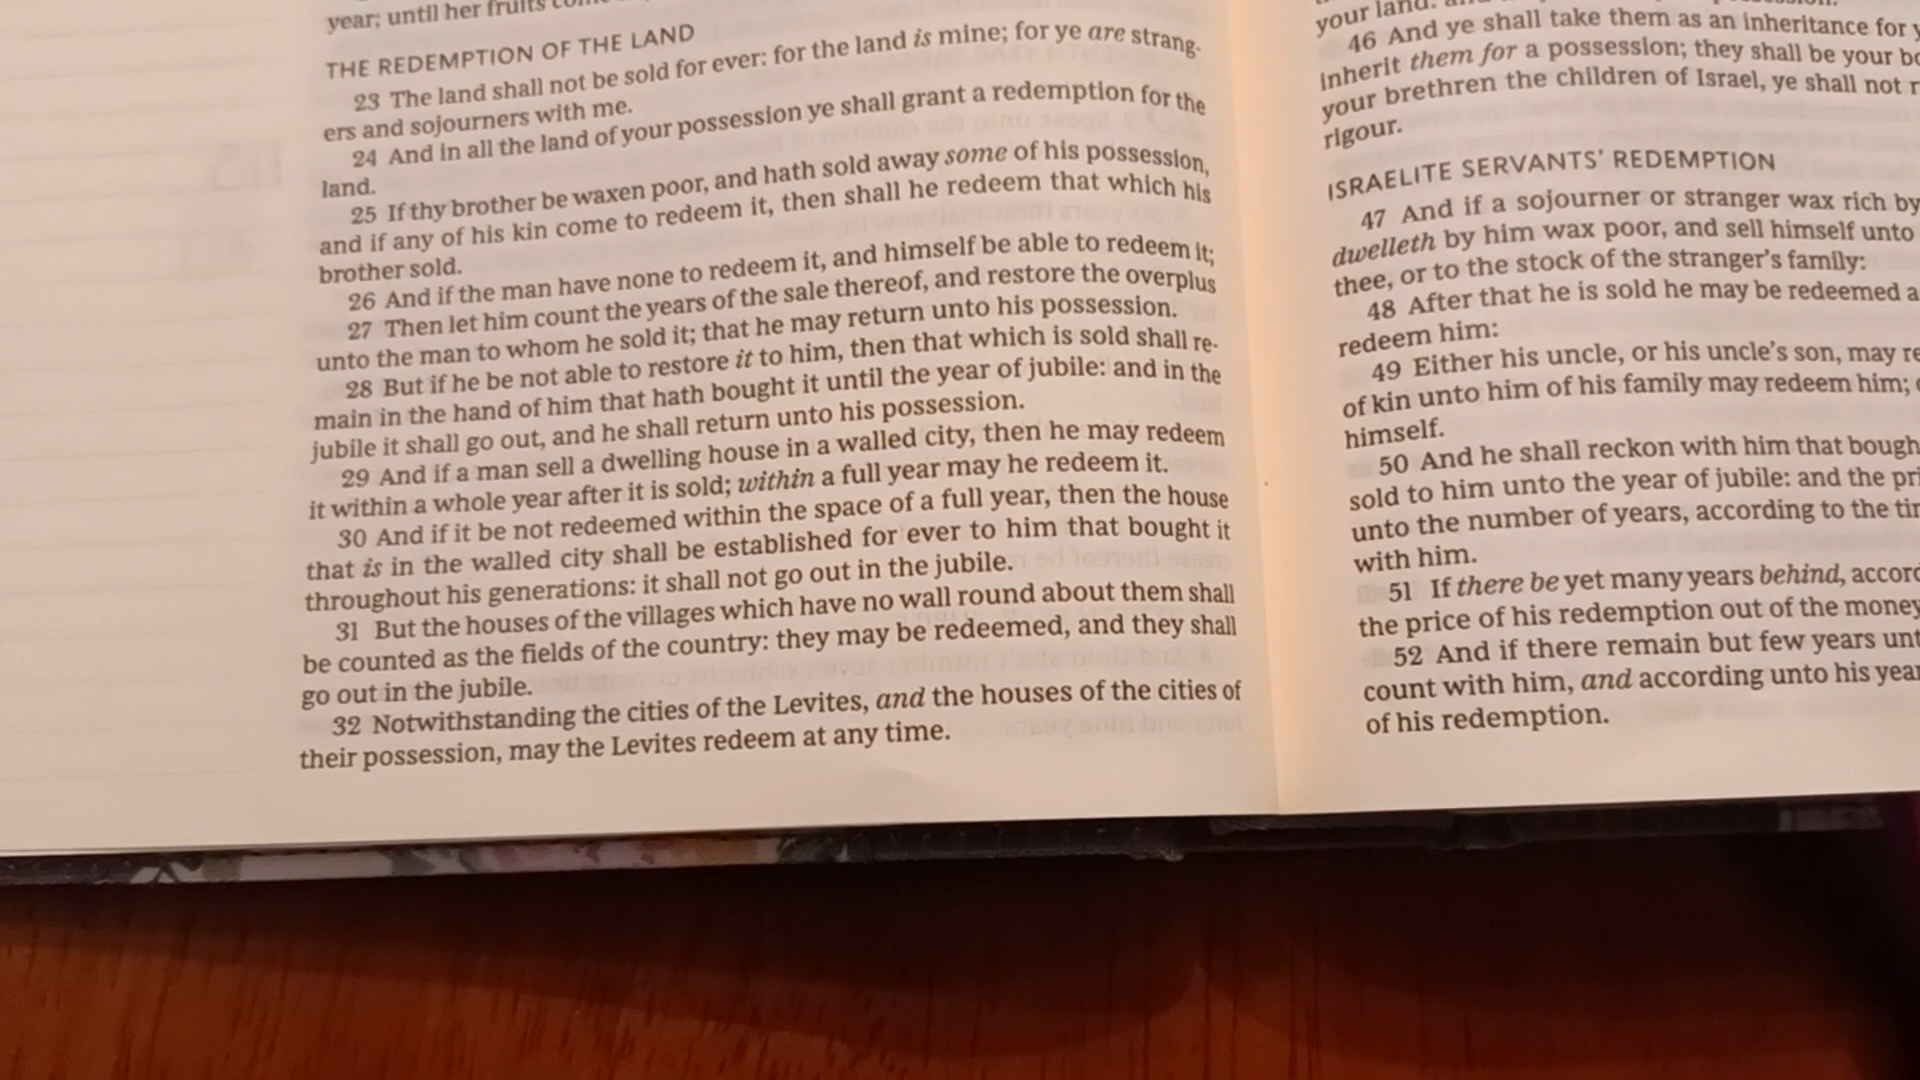 year; until her fruits
THE REDEMPTION OF THE LAND
23 The land shall not be sold for ever: for the land is mine; for ye are strang-
ers and sojourners with me.
24 And in all the land of your possession ye shall grant a redemption for the
land.
25 If thy brother be waxen poor, and hath sold away some of his possession,
and if any of his kin come to redeem it, then shall he redeem that which his
brother sold.
26 And if the man have none to redeem it, and himself be able to redeem it;
27 Then let him count the years of the sale thereof, and restore the overplus
unto the man to whom he sold it; that he may return unto his possession.
28 But if he be not able to restore it to him, then that which is sold shall re-
main in the hand of him that hath bought it until the year of jubile: and in the
jubile it shall go out, and he shall return unto his possession.
29 And if a man sell a dwelling house in a walled city, then he may redeem
it within a whole year after it is sold; within a full year may he redeem it.
30 And if it be not redeemed within the space of a full year, then the house
that is in the walled city shall be established for ever to him that bought it
throughout his generations: it shall not go out in the jubile.
31 But the houses of the villages which have no wall round about them shall
be counted as the fields of the country: they may be redeemed, and they shall
go out in the jubile.
32 Notwithstanding the cities of the Levites, and the houses of the cities of
their possession, may the Levites redeem at any time.
your land:
46 And ye shall take them as an inheritance for
inherit them for a possession; they shall be your
your brethren the children of Israel, ye shall not
rigour.
ISRAELITE SERVANTS' REDEMPTION
47 And if a sojourner or stranger wax rich by
dwelleth by him wax poor, and sell himself unto
thee, or to the stock of the stranger's family:
48 After that he is sold he may be redeemed
redeem him:
49 Either his uncle, or his uncle's son, may
of kin unto him of his family may redeem him;
himself.
50 And he shall reckon with him that
sold to him unto the year of jubile: and the
unto the number of years, according to the
with him.
51 If there be yet many years behind,
the price of his redemption out of the money
52 And if there remain but few years
count with him, and according unto his
of his redemption.